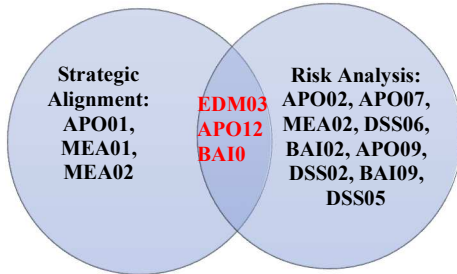 Strategic
Alignment:
APO01,
MEA01,
MEA02
EDM03
APO12
BAI0
Risk Analysis:
APO02, APO07,
MEA02, DSS06,
BAI02, APO09,
DSS02, BAI09,
DSS05